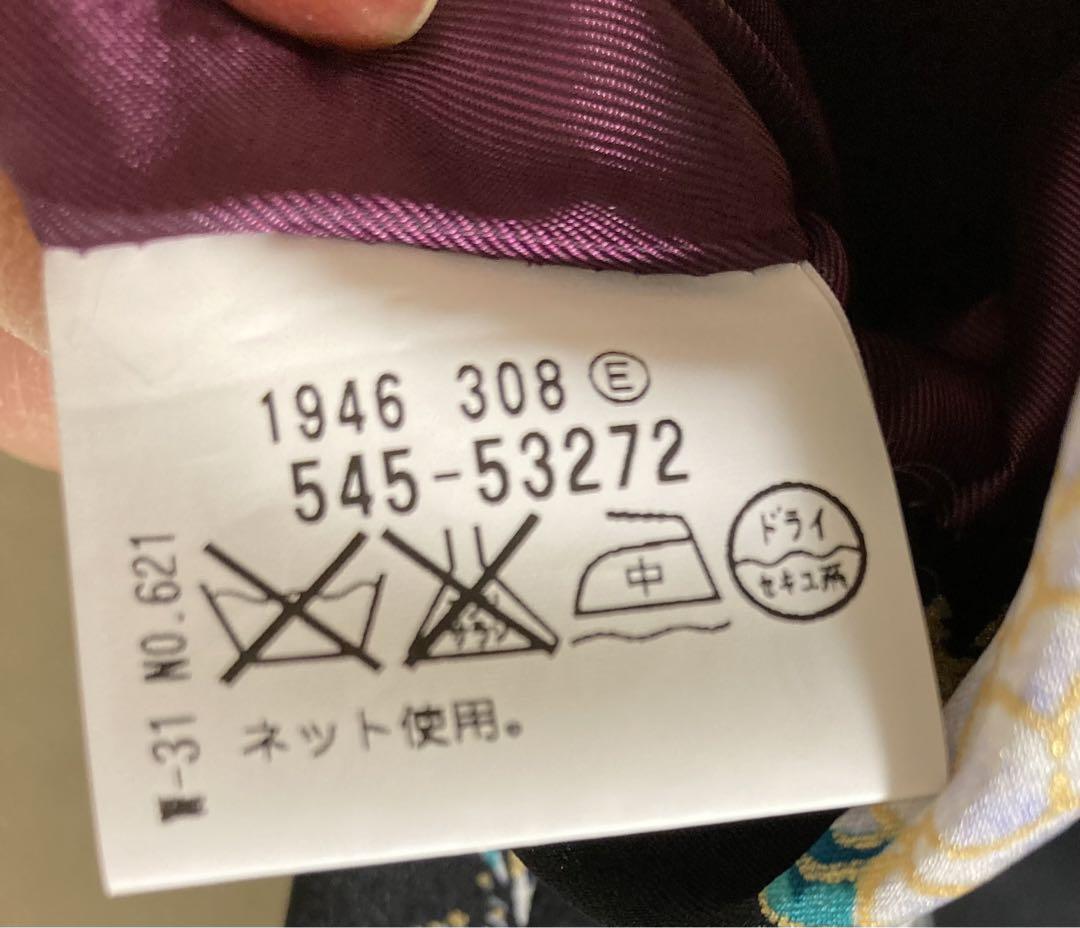 1946 308 Ⓔ
545-53272
中
ドライ
セキユ系
ネット使用。
-31 NO.621